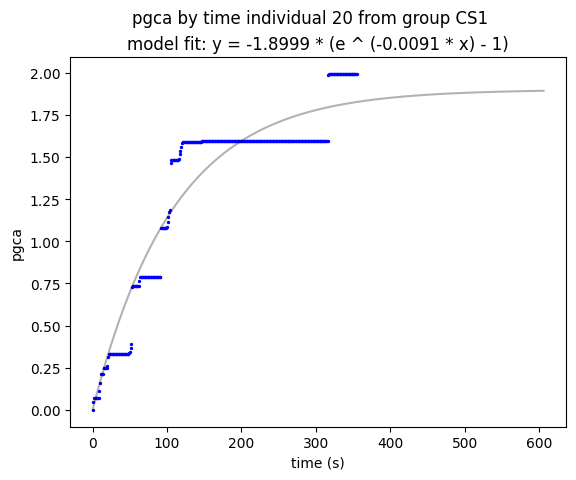 pgca by time individual 20 from group CS1
model fit: y = -1.8999 * (e ^ (-0.0091 * x) - 1)
2.00
1.75
1.50
1.25
1.00
0.75
0.50
0.25
0.00
pgca
0 100 200 300 400 500 600
time (s)